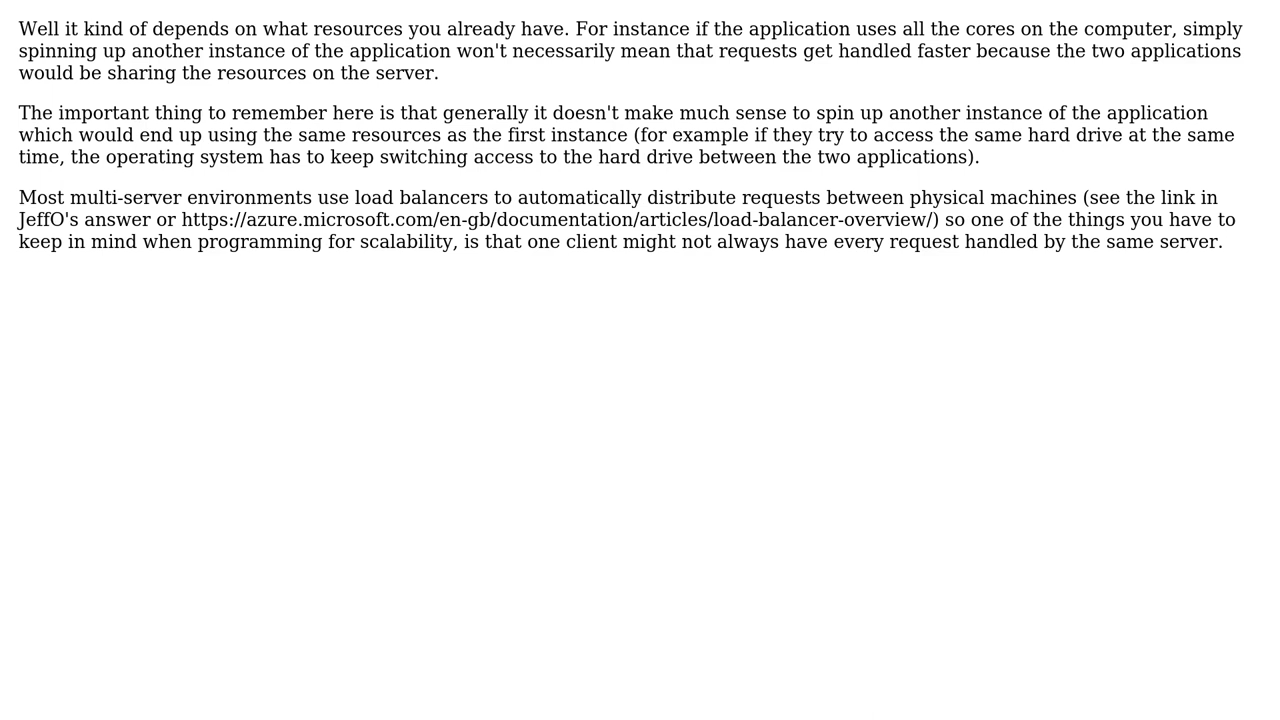 Well it kind of depends on what resources you already have. For instance if the application uses all the cores on the computer, simply
spinning up another instance of the application won't necessarily mean that requests get handled faster because the two applications
would be sharing the resources on the server.
The important thing to remember here is that generally it doesn't make much sense to spin up another instance of the application
which would end up using the same resources as the first instance (for example if they try to access the same hard drive at the same
time, the operating system has to keep switching access to the hard drive between the two applications).
Most multi-server environments use load balancers to automatically distribute requests between physical machines (see the link in
JeffO's answer or https://azure.microsoft.com/en-gb/documentation/articles/load-balancer-overview/) so one of the things you have to
keep in mind when programming for scalability, is that one client might not always have every request handled by the same server.